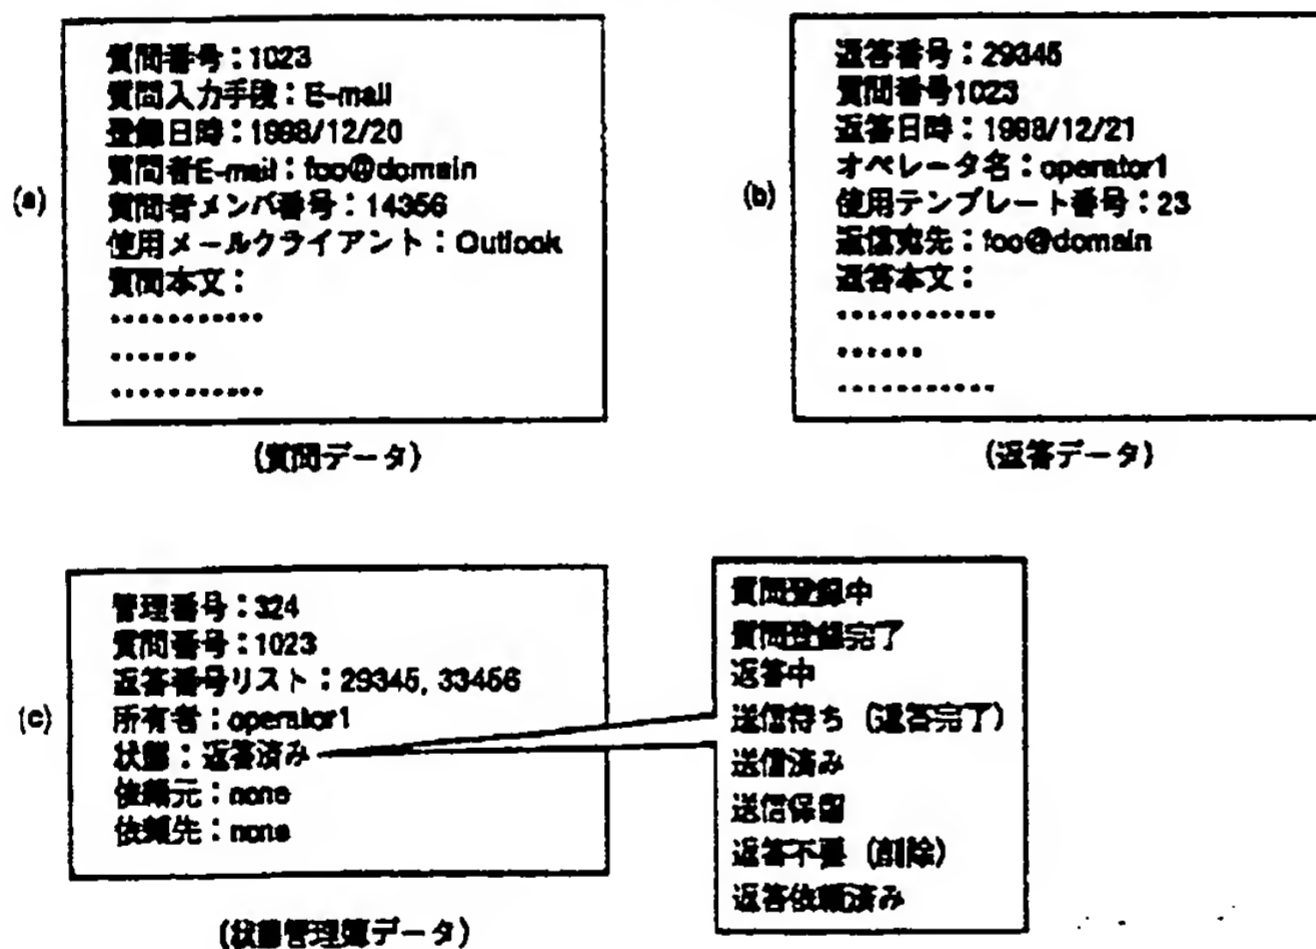 (a)
質問番号：1023
質問入力手段：E-mail
登録日時：1998/12/20
質問者E-mail：foo@domain
質問者メンバ番号：14356
使用メールクライアント：Outlook
質問本文：
…………
……
…………
(質問データ)
(b)
返答番号：29345
質問番号1023
返答日時：1998/12/21
オペレータ名：operator1
使用テンプレート番号：23
返信宛先：foo@domain
返答本文：
…………
……
…………
(返答データ)
(c)
管理番号：324
質問番号：1023
返答番号リスト：29345, 33456
所有者：operator1
状態：返答済み
依頼元：none
依頼先：none
(状態管理簿データ)
質問登録中
質問登録完了
返答中
送信待ち (返答完了)
送信済み
送信保留
返答不要 (削除)
返答依頼済み